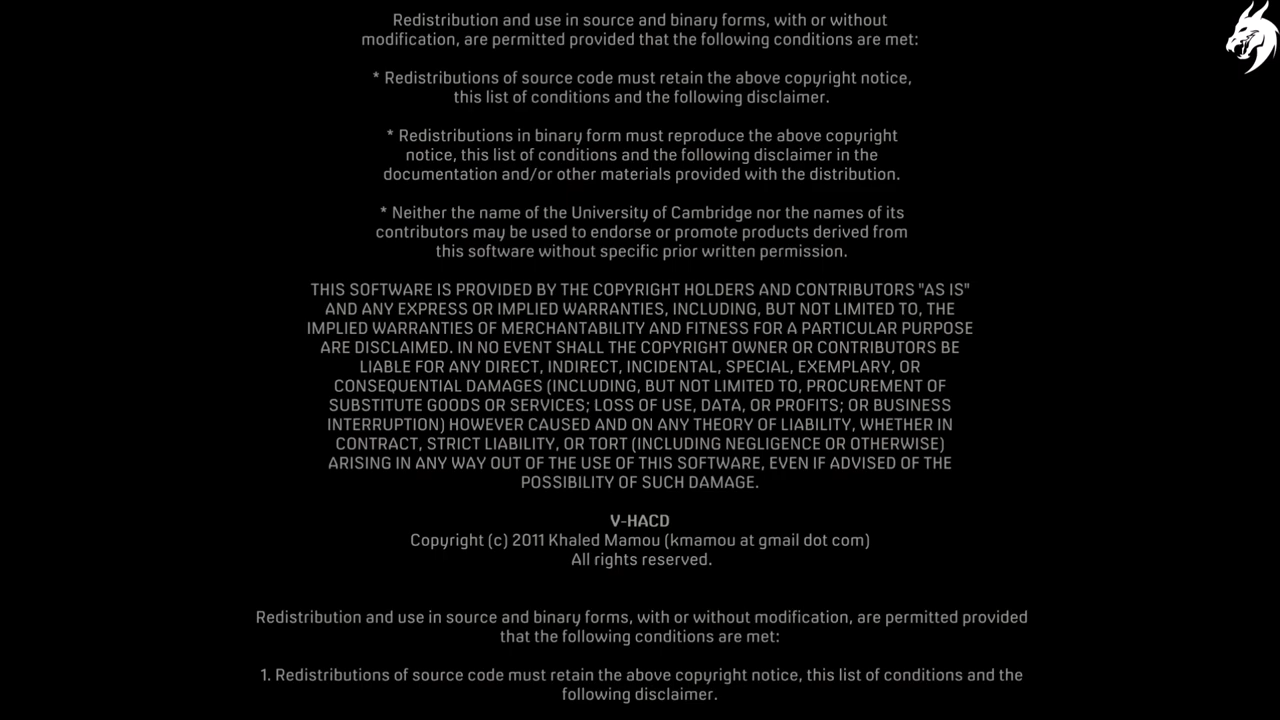 Redistribution and use in source and binary forms, with or without
modification, are permitted provided that the following conditions are met:
* Redistributions of source code must retain the above copyright notice,
this list of conditions and the following disclaimer.
* Redistributions in binary form must reproduce the above copyright
notice, this list of conditions and the following disclaimer in the
documentation and/or other materials provided with the distribution.
* Neither the name of the University of Cambridge nor the names of its
contributors may be used to endorse or promote products derived from
this software without specific prior written permission.
THIS SOFTWARE IS PROVIDED BY THE COPYRIGHT HOLDERS AND CONTRIBUTORS "AS IS"
AND ANY EXPRESS OR IMPLIED WARRANTIES, INCLUDING, BUT NOT LIMITED TO, THE
IMPLIED WARRANTIES OF MERCHANTABILITY AND FITNESS FOR A PARTICULAR PURPOSE
ARE DISCLAIMED. IN NO EVENT SHALL THE COPYRIGHT OWNER OR CONTRIBUTORS BE
LIABLE FOR ANY DIRECT, INDIRECT, INCIDENTAL, SPECIAL, EXEMPLARY, OR
CONSEQUENTIAL DAMAGES (INCLUDING, BUT NOT LIMITED TO, PROCUREMENT OF
SUBSTITUTE GOODS OR SERVICES; LOSS OF USE, DATA, OR PROFITS; OR BUSINESS
INTERRUPTION) HOWEVER CAUSED AND ON ANY THEORY OF LIABILITY, WHETHER IN
CONTRACT, STRICT LIABILITY, OR TORT (INCLUDING NEGLIGENCE OR OTHERWISE)
ARISING IN ANY WAY OUT OF THE USE OF THIS SOFTWARE, EVEN IF ADVISED OF THE
POSSIBILITY OF SUCH DAMAGE.
V-HACD
Copyright (c) 2011 Khaled Mamou (kmamou at gmail dot com)
All rights reserved.
Redistribution and use in source and binary forms, with or without modification, are permitted provided
that the following conditions are met:
1. Redistributions of source code must retain the above copyright notice, this list of conditions and the
following disclaimer.